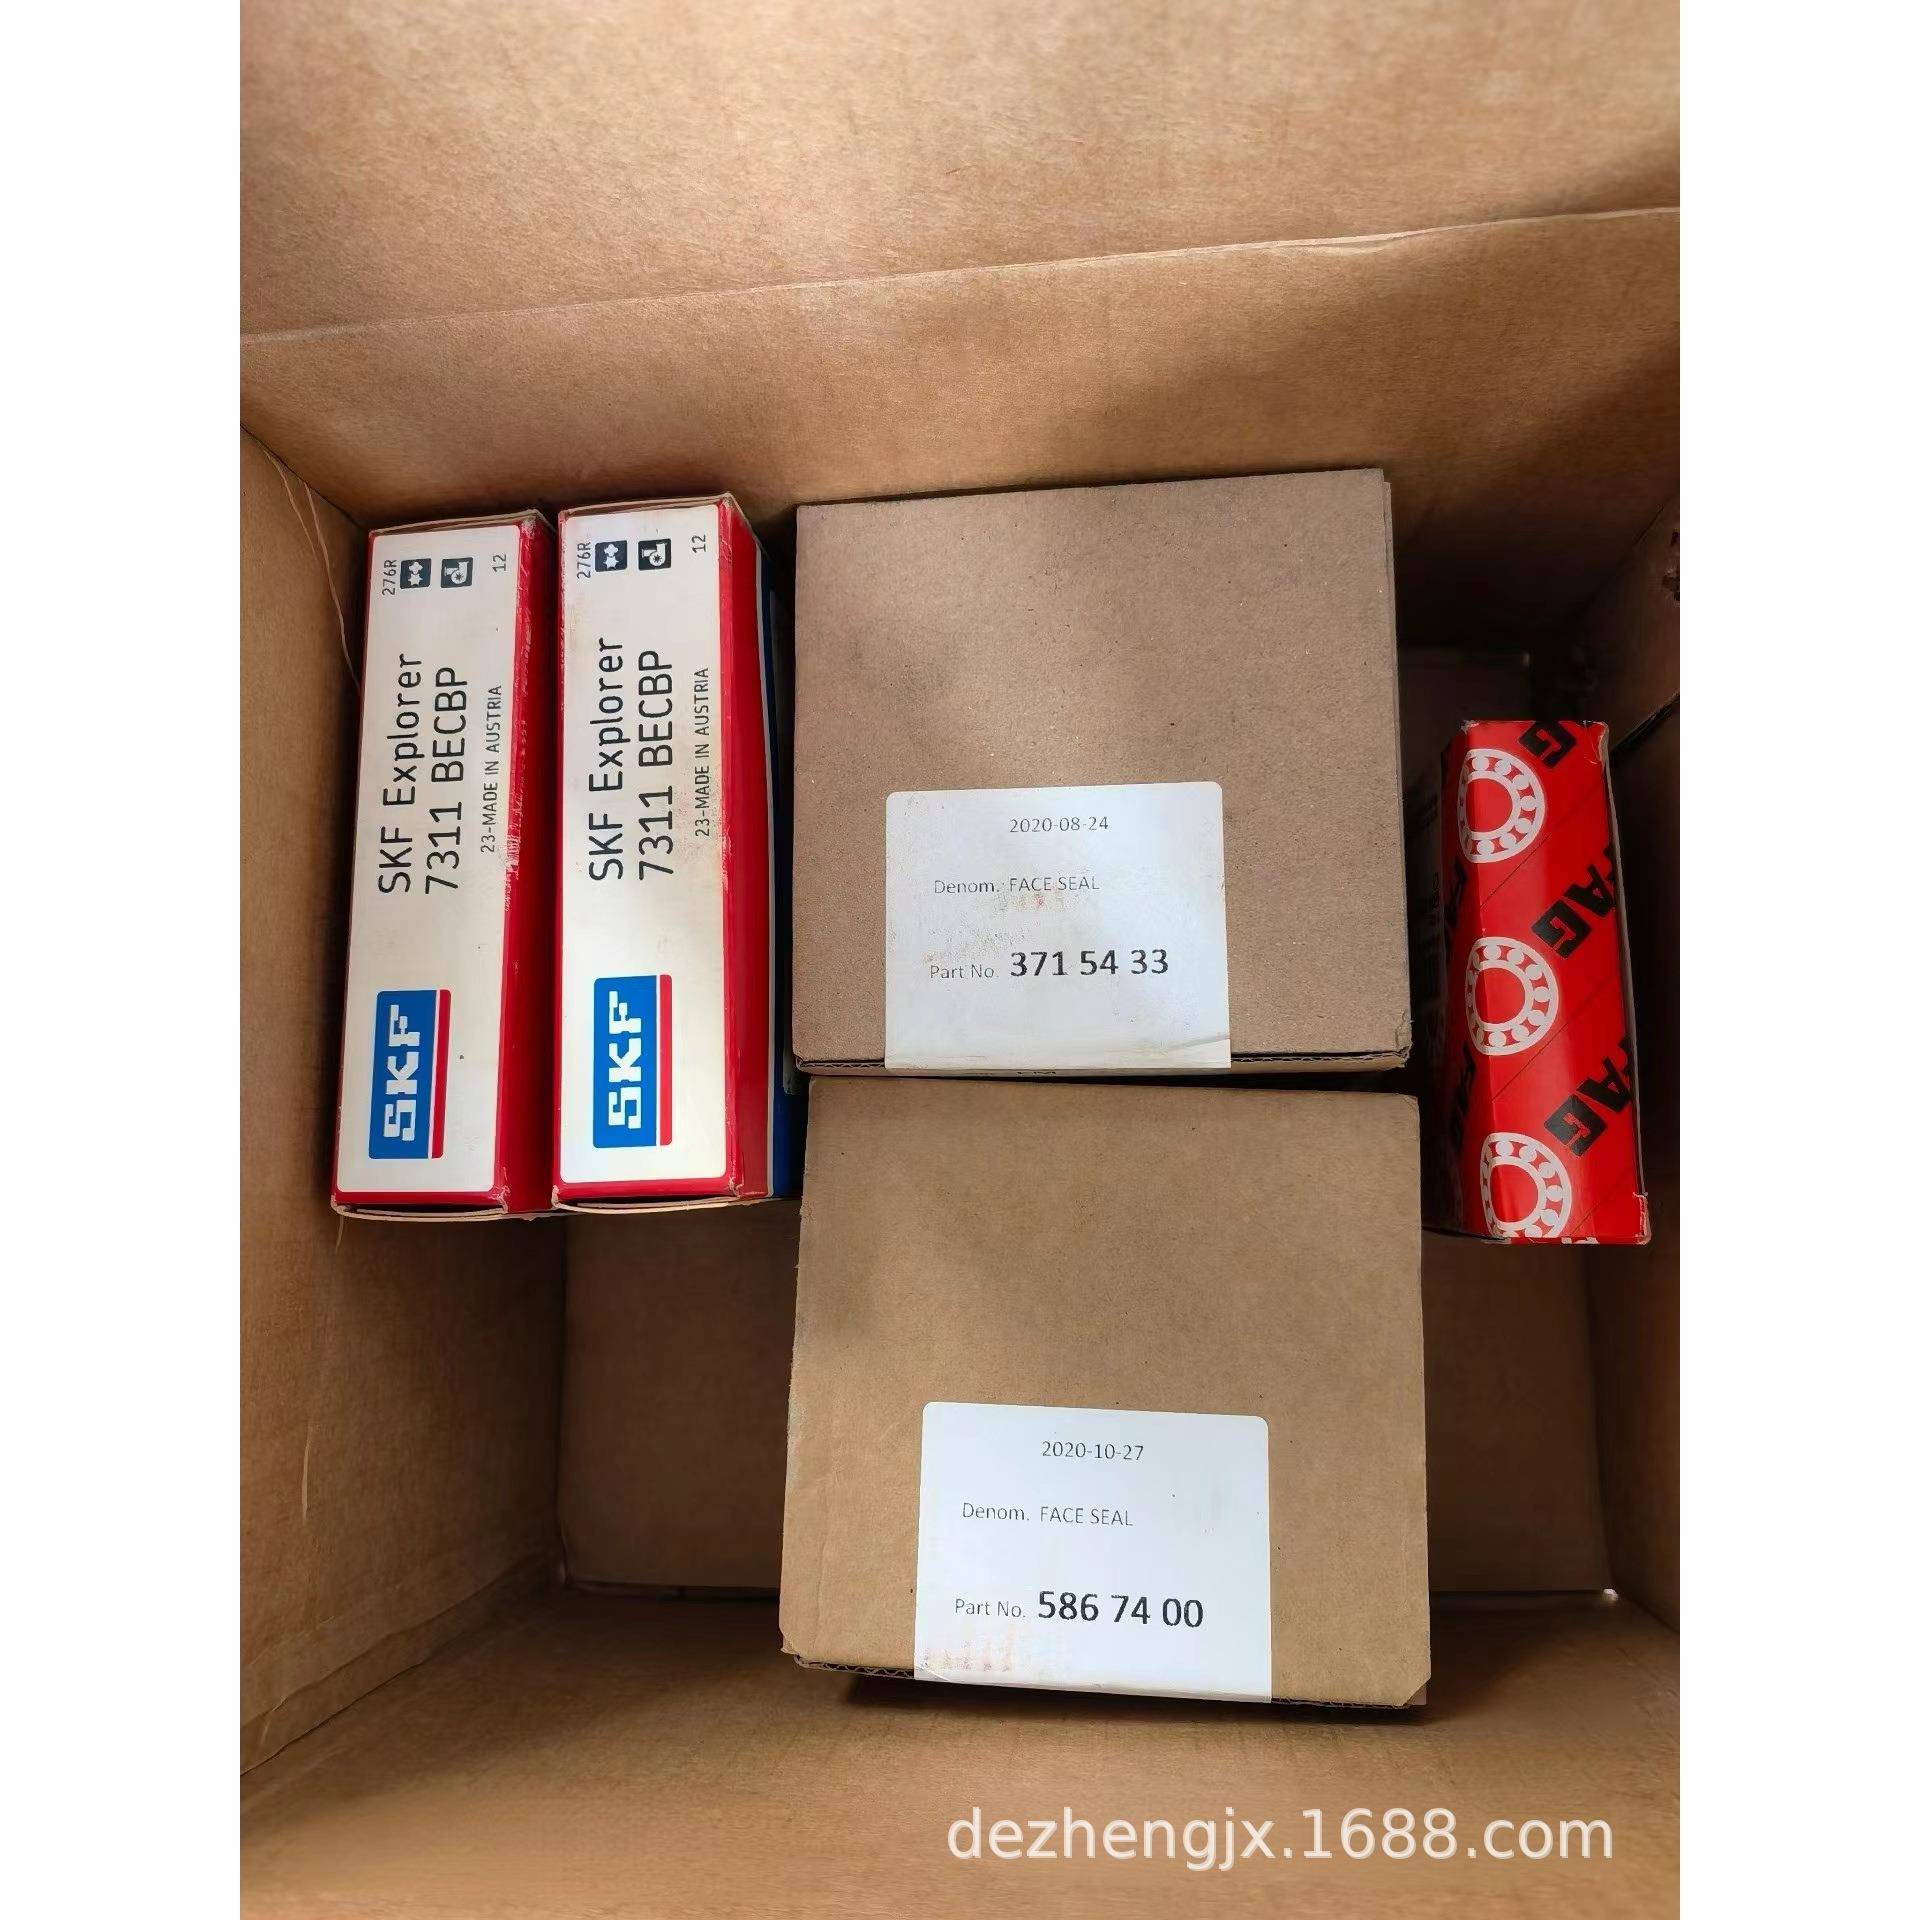 276R
12
SKF Explorer
7311 BECBP
23-MADE IN AUSTRIA
SKF
276R
12
SKF Explorer
7311 BECBP
23-MADE IN AUSTRIA
SKF
2020-08-24
Denom. FACE SEAL
Part No. 371 54 33
2020-10-27
Denom. FACE SEAL
Part No. 586 74 00
FAG
FAG
dezhengjx.1688.com